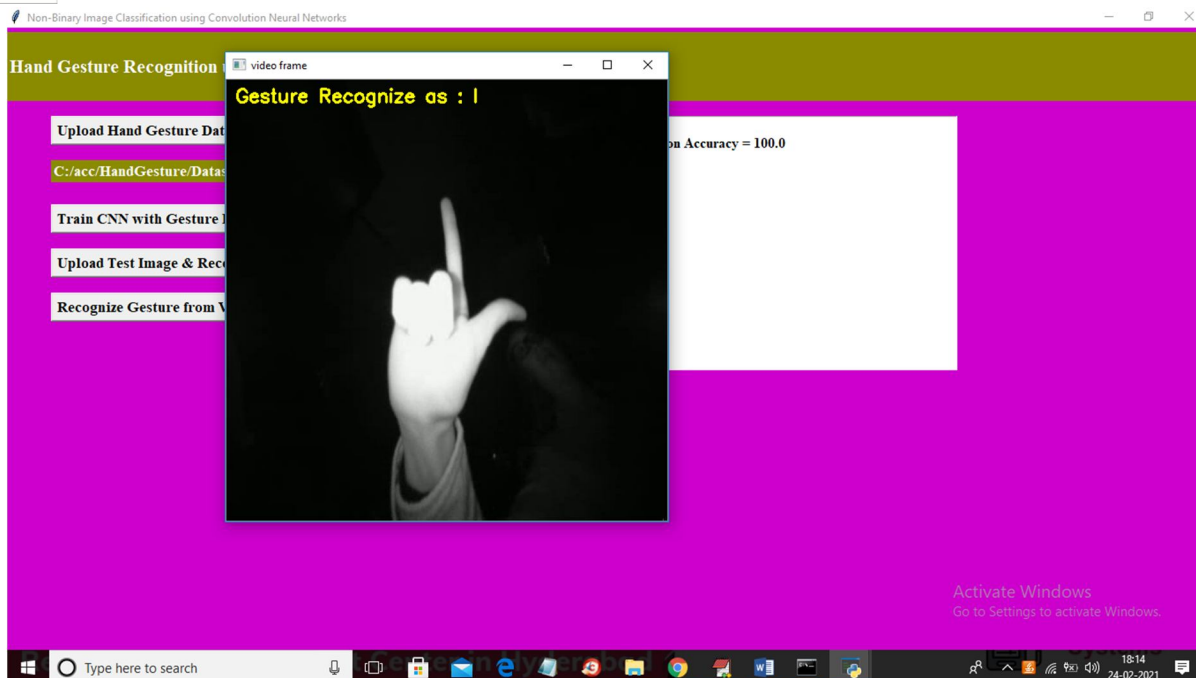 Non-Binary Image Classification using Convolution Neural Networks
Hand Gesture Recognition
video frame
Gesture Recognize as : l
Upload Hand Gesture Dat
on Accuracy = 100.0
C:/acc/HandGesture/Datas
Train CNN with Gesture
Upload Test Image & Reco
Recognize Gesture from V
Activate Windows
Go to Settings to activate Windows.
Type here to search
18:14
24-02-2021